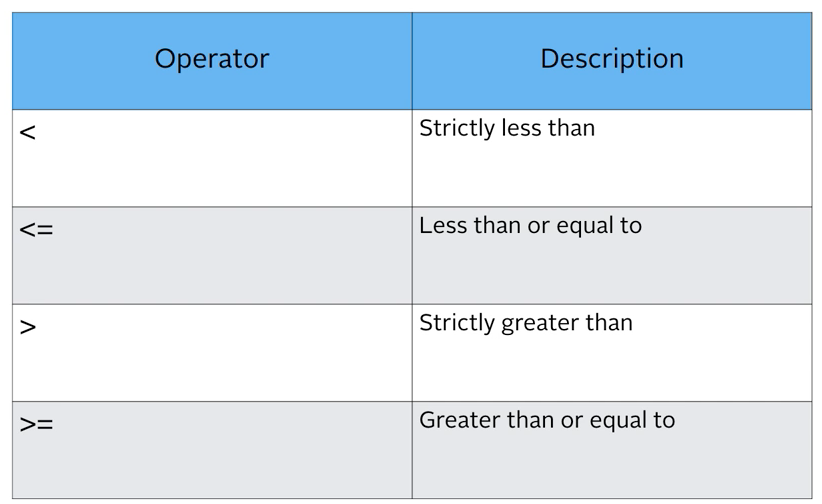 Operator Description
< Strictly less than
<= Less than or equal to
> Strictly greater than
>= Greater than or equal to